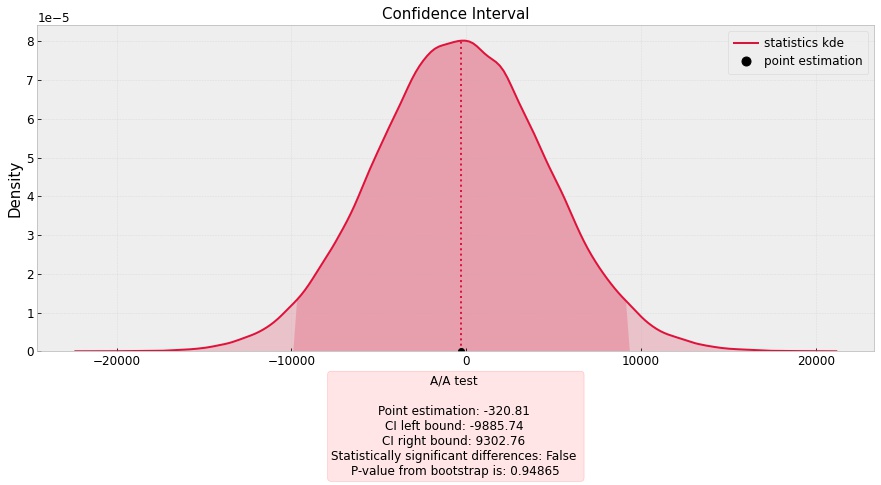 Confidence Interval
1e−5
8
7
6
5
4
3
2
1
0
Density
−20000
−10000
0
10000
20000
statistics kde
point estimation
A/A test
Point estimation: -320.81
CI left bound: -9885.74
CI right bound: 9302.76
Statistically significant differences: False
P-value from bootstrap is: 0.94865